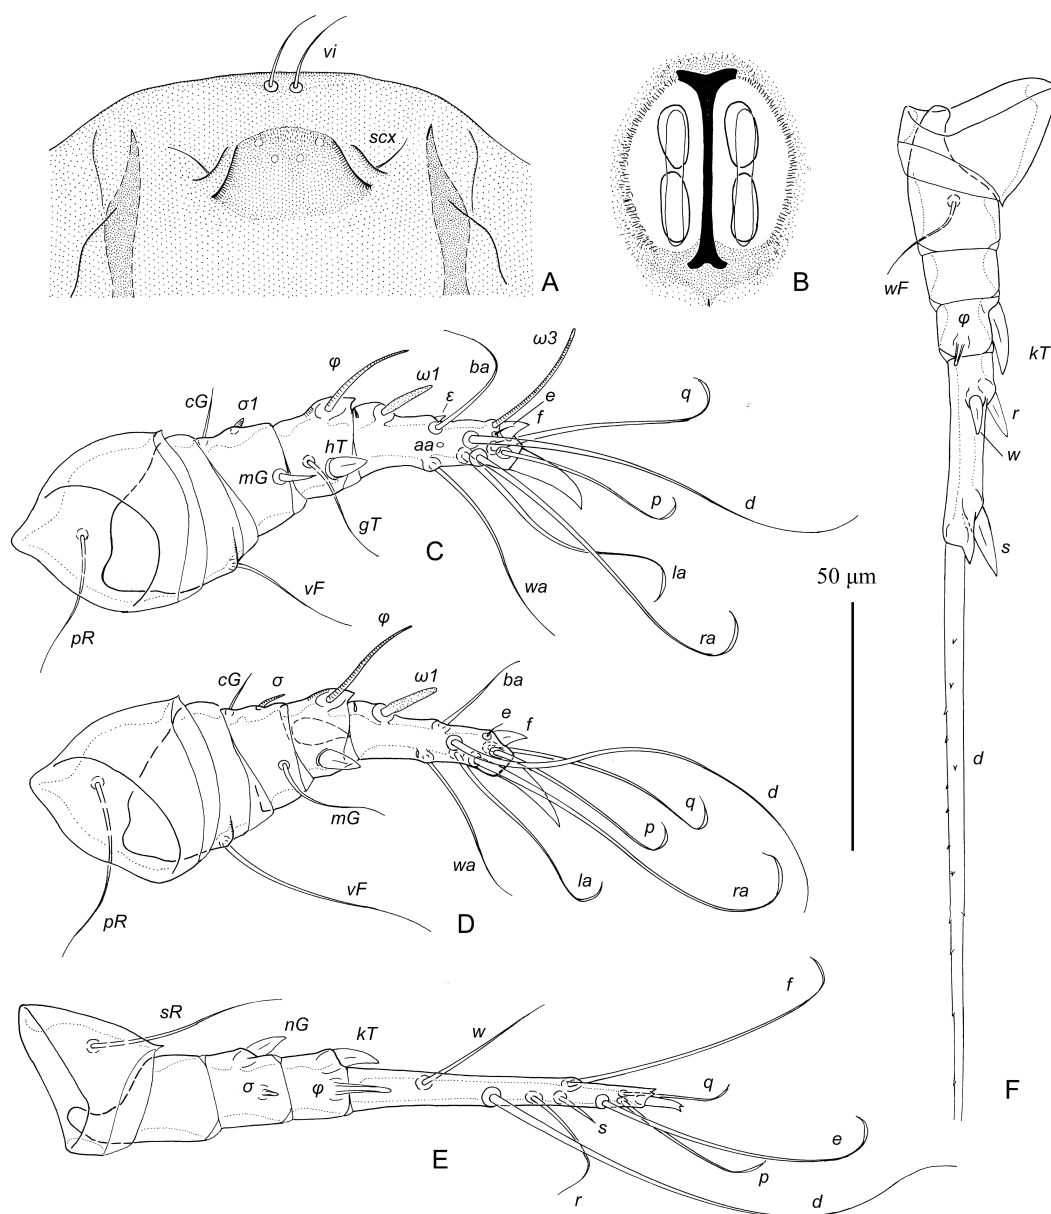 vi
scx
A
B
wF
φ
kT
r
w
s
d
F
cG
σ1
φ
ω1
ba
ε
ω3
e
f
q
aa
hT
mG
gT
p
d
C
la
wa
vF
pR
ra
50 μm
φ
cG
σ
ω1
ba
e
f
d
q
p
mG
wa
la
ra
vF
pR
D
sR
nG
kT
w
f
σ
φ
q
s
e
p
r
d
E